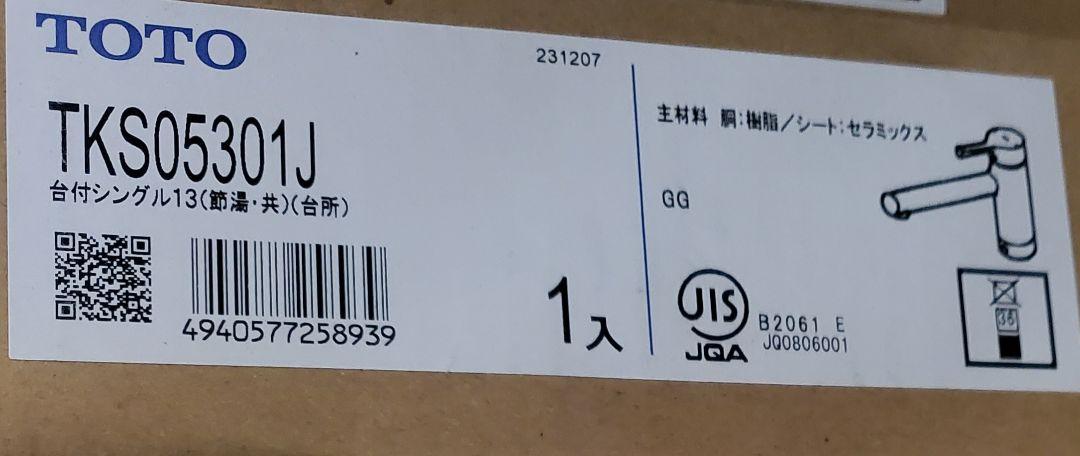 TOTO
231207
TKS05301J
台付シングル13(節湯・共)(台所)
4940577258939
1入
主材料 胴:樹脂/シート:セラミックス
GG
JIS
JQA
B2061 E
JQ0806001
36